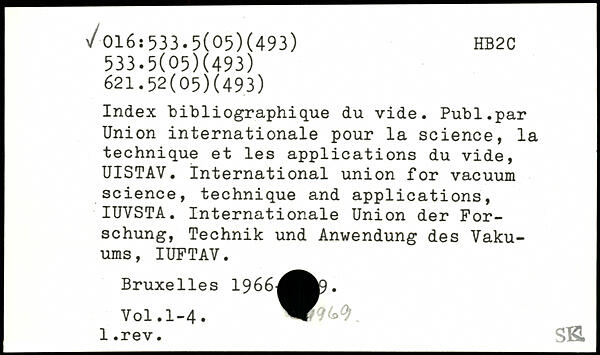 ✓016:533.5(05)(493) HB2C
533.5(05)(493)
621.52(05)(493)
Index bibliographique du vide. Publ.par
Union internationale pour la science, la
technique et les applications du vide,
UISTAV. International union for vacuum
science, technique and applications,
IUVSTA. Internationale Union der For-
schung, Technik und Anwendung des Vaku-
ums, IUFTAV.
Bruxelles 1966- 9.
Vol.1-4. 1969.
1.rev. SK